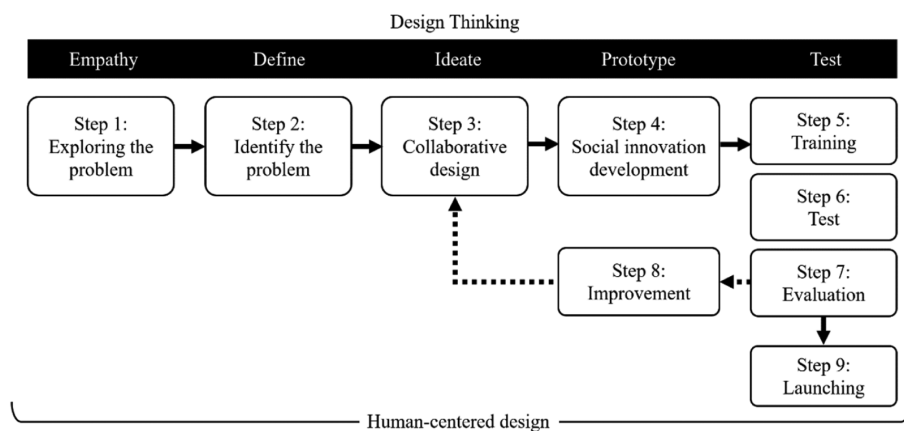 Design Thinking
Empathy Define Ideate Prototype Test
Step 1:
Exploring the
problem
Step 2:
Identify the
problem
Step 3:
Collaborative
design
Step 4:
Social innovation
development
Step 5:
Training
Step 6:
Test
Step 7:
Evaluation
Step 8:
Improvement
Step 9:
Launching
Human-centered design